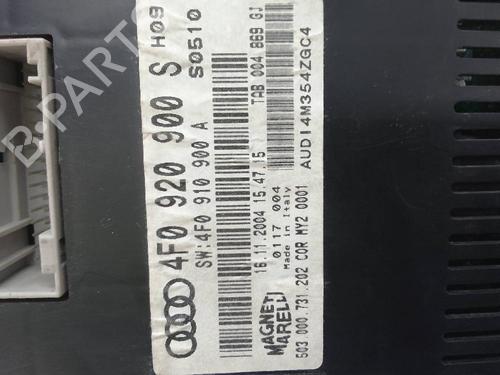 4F0 920 900 S H09
S0510
SW:4F0 910 900 A
16.11.2004 15.47.15 TAB 004 869 GJ
0117 004
Made in Italy
MAGNETI
MARELLI
503.000.731.202 COR MY2 0001
AUDI4M354ZGC4
B-PARTS